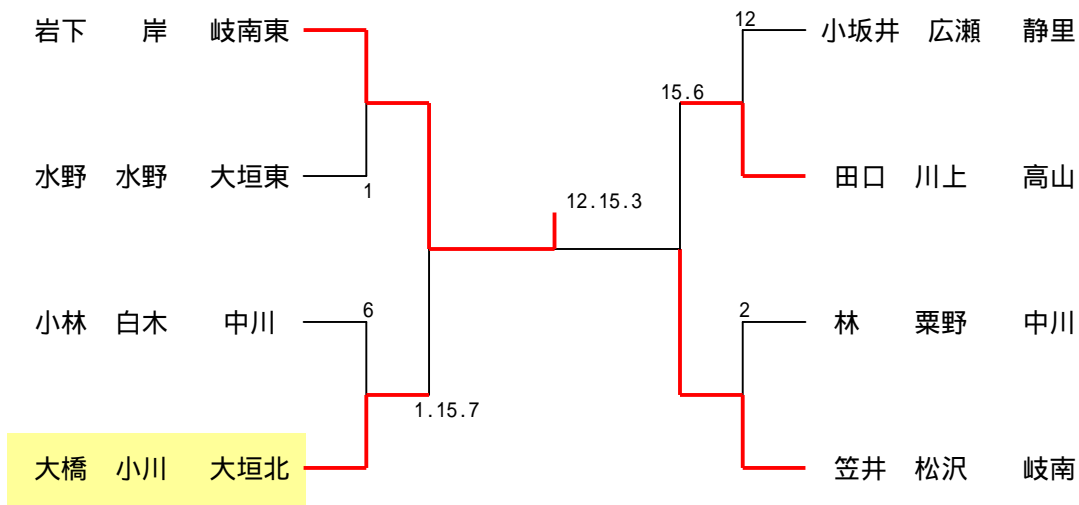 岩下 岸 岐南東
1
水野 水野 大垣東
6
小林 白木 中川
1.15.7
大橋 小川 大垣北
12.15.3
12
小坂井 広瀬 静里
15.6
田口 川上 高山
2
林 粟野 中川
笠井 松沢 岐南